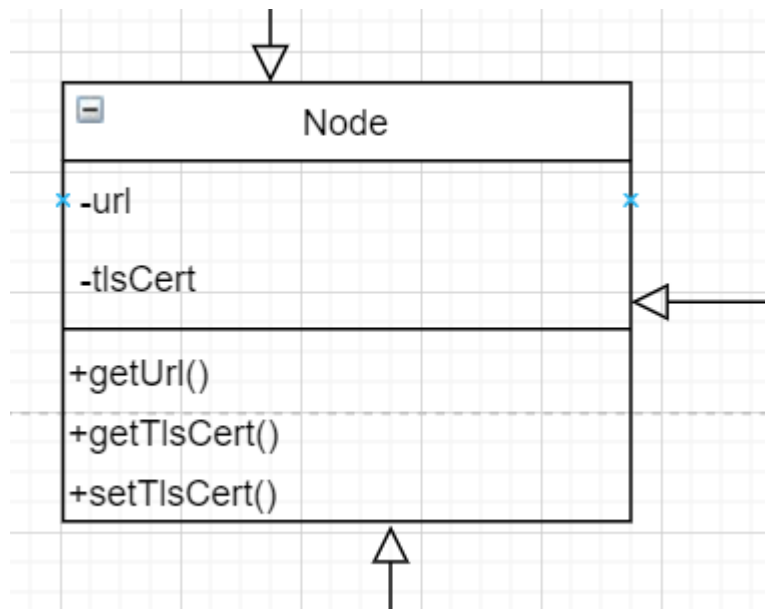 Node
-url
-tlsCert
+getUrl()
+getTlsCert()
+setTlsCert()